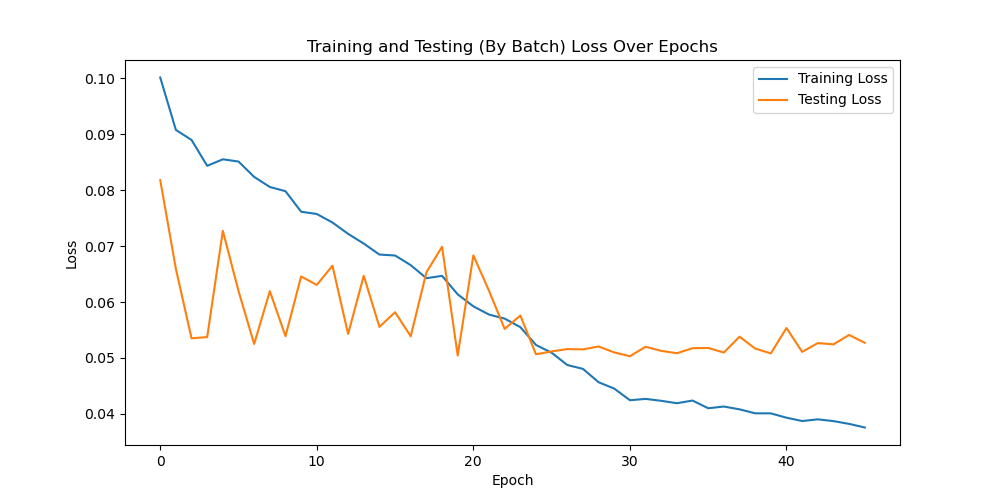 Training and Testing (By Batch) Loss Over Epochs
Training Loss
Testing Loss
0.10
0.09
0.08
0.07
0.06
0.05
0.04
Loss
0
10
20
30
40
Epoch